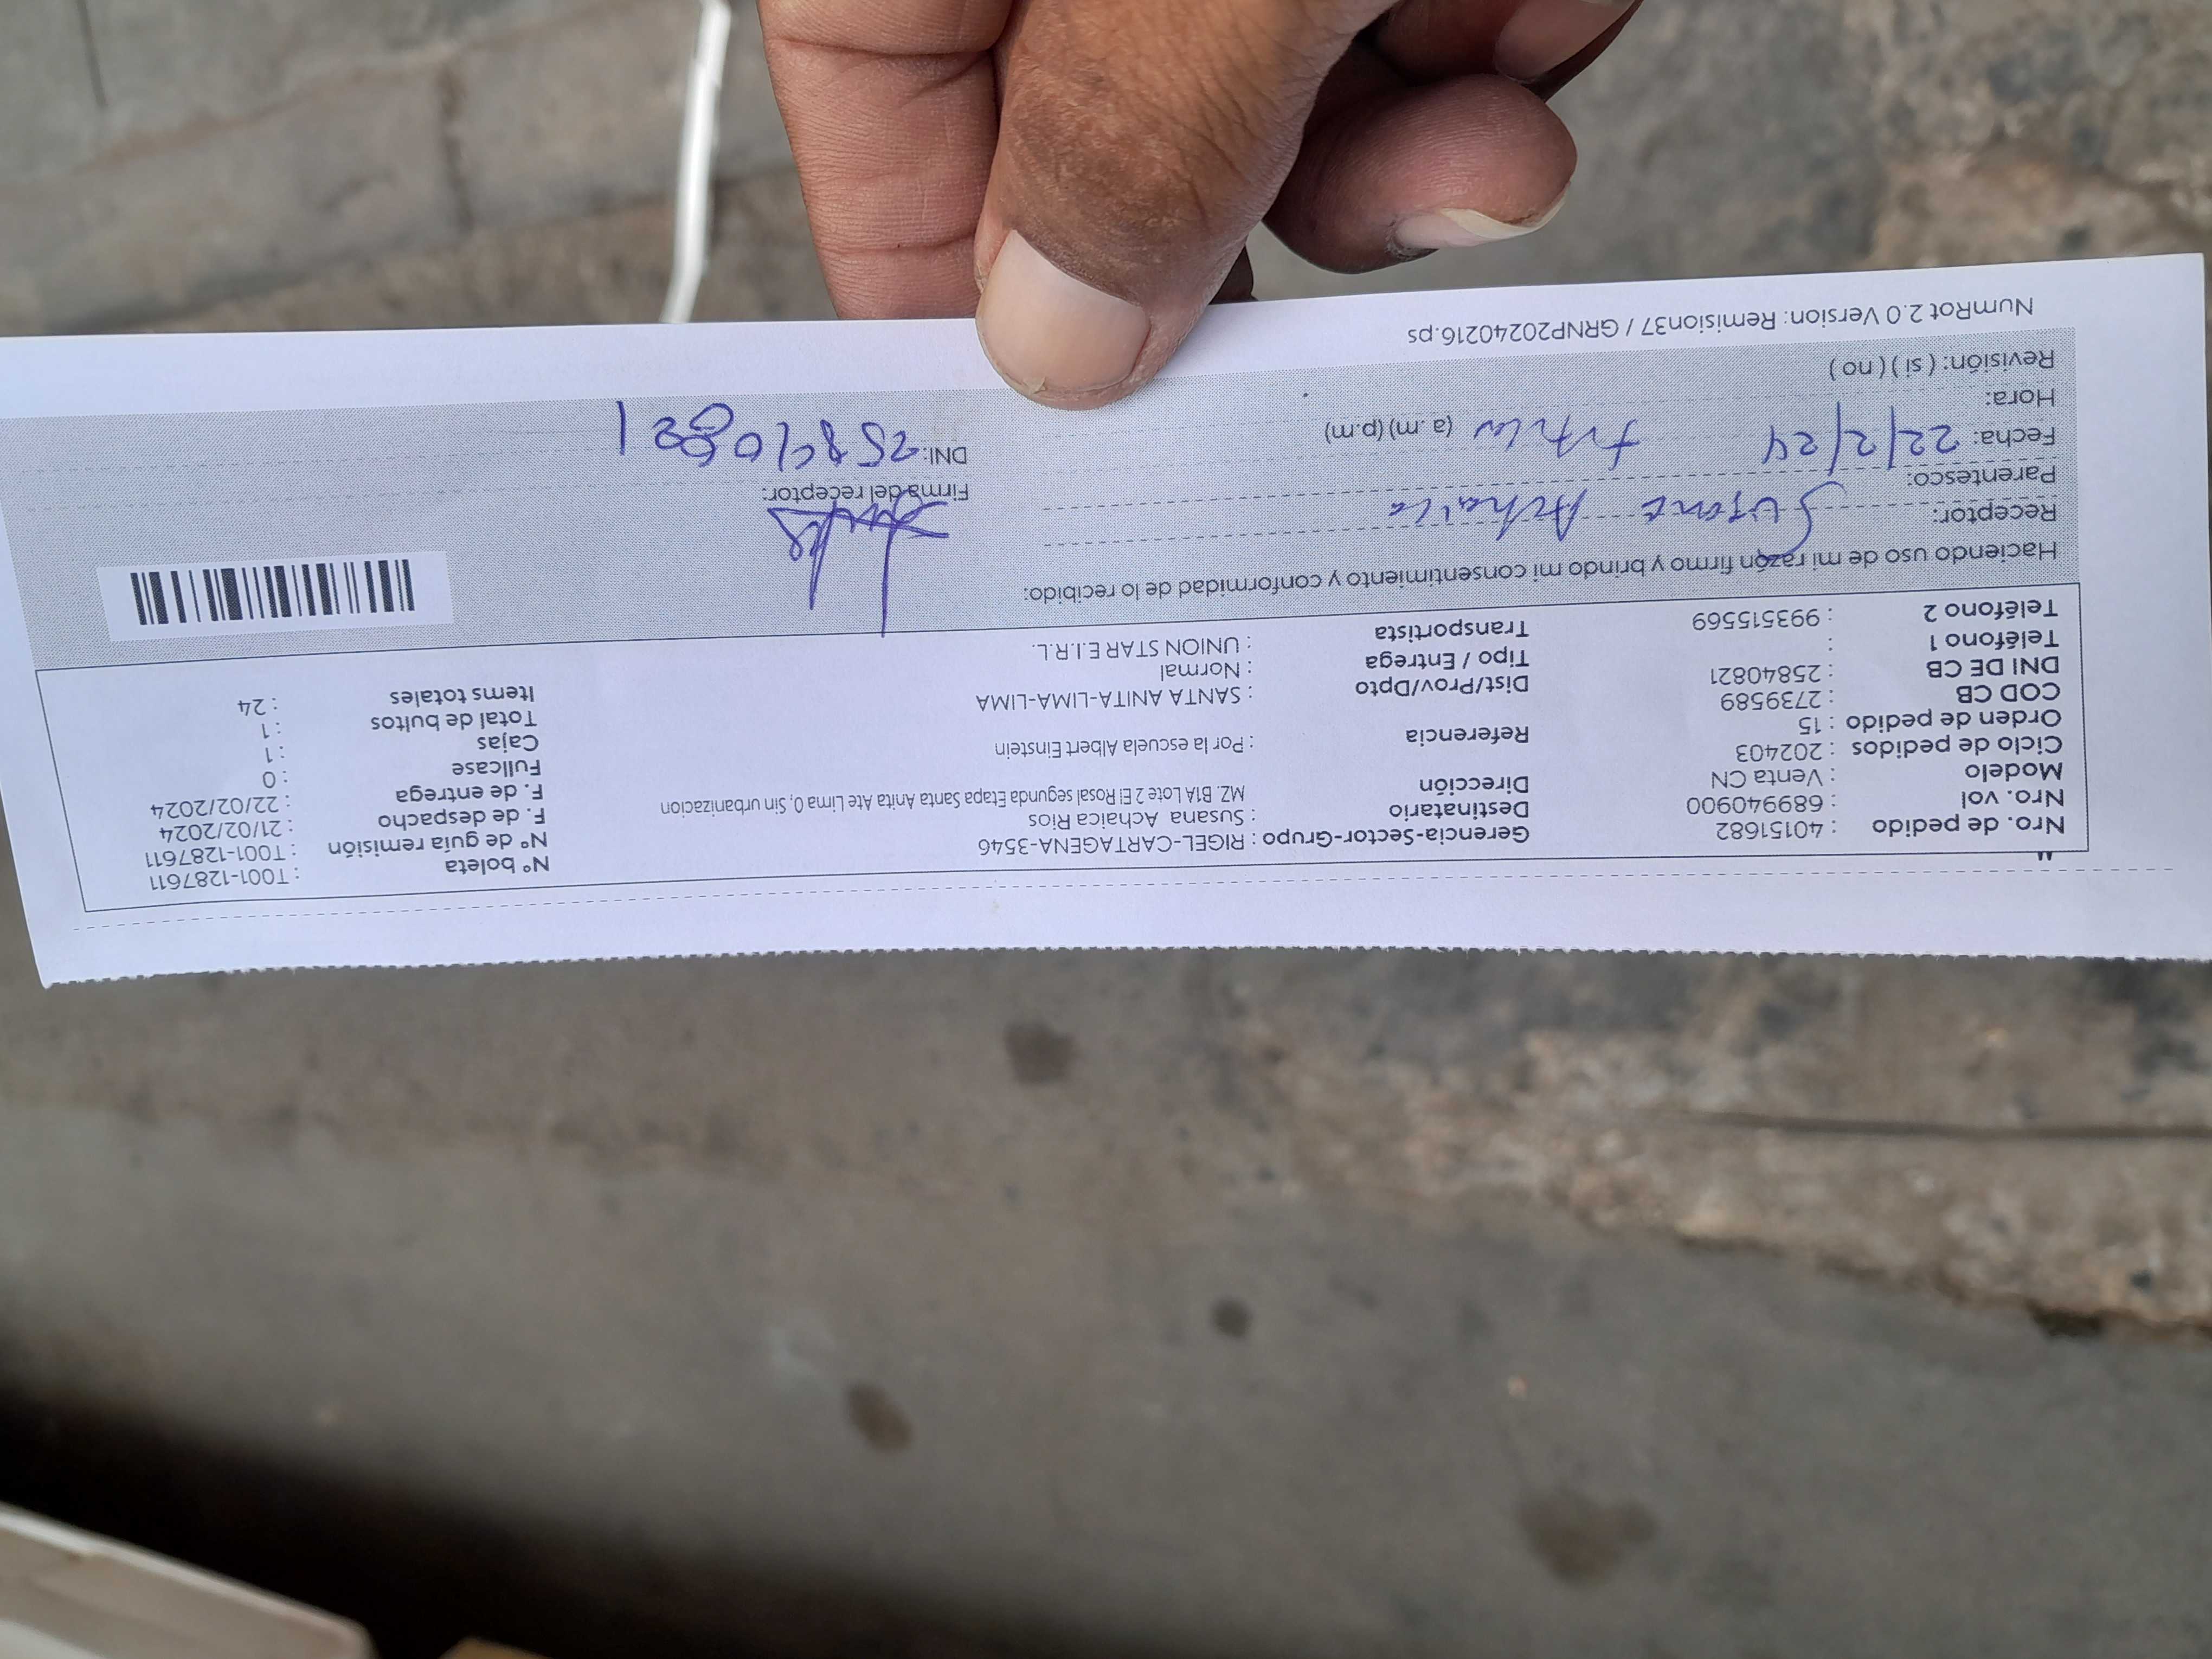 Nro. de pedido : 40151682
Nro. vol : 689940900
Modelo : Venta CN
Ciclo de pedidos : 202403
Orden de pedido : 15
COD CB : 2739589
DNI DE CB : 25840821
Teléfono 1 :
Teléfono 2 : 993515569
Gerencia-Sector-Grupo : RIGEL-CARTAGENA-3546
Destinatario : Susana Achaica Rios
Dirección MZ. B1A Lote 2 El Rosal segunda Etapa Santa Anita Ate Lima 0, Sin urbanizacion
Referencia : Por la escuela Albert Einstein
Dist/Prov/Dpto : SANTA ANITA-LIMA-LIMA
Tipo / Entrega : Normal
Transportista : UNION STAR E.I.R.L.
N° boleta : T001-1287611
N° de guía remisión : T001-1287611
F. de despacho : 21/02/2024
F. de entrega : 22/02/2024
Fullcase : 0
Cajas : 1
Total de bultos : 1
Items totales : 24
Haciendo uso de mi razón firmo y brindo mi consentimiento y conformidad de lo recibido:
Receptor:
Parentesco:
Fecha: 22/2/24
Hora: (a.m) (p.m)
Revisión: ( si ) ( no )
Firma del receptor:
DNI:
NumRot 2.0 Version: Remision37 / GRNP20240216.ps